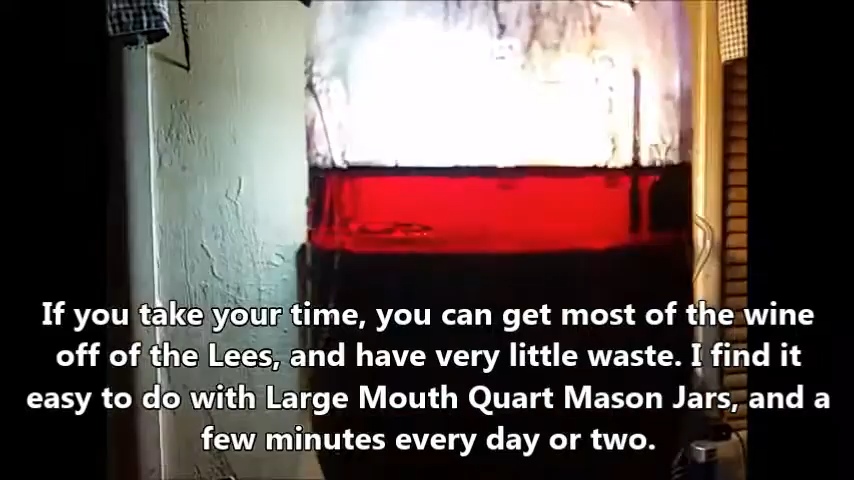 If you take your time, you can get most of the wine
off of the Lees, and have very little waste. I find it
easy to do with Large Mouth Quart Mason Jars, and a
few minutes every day or two.